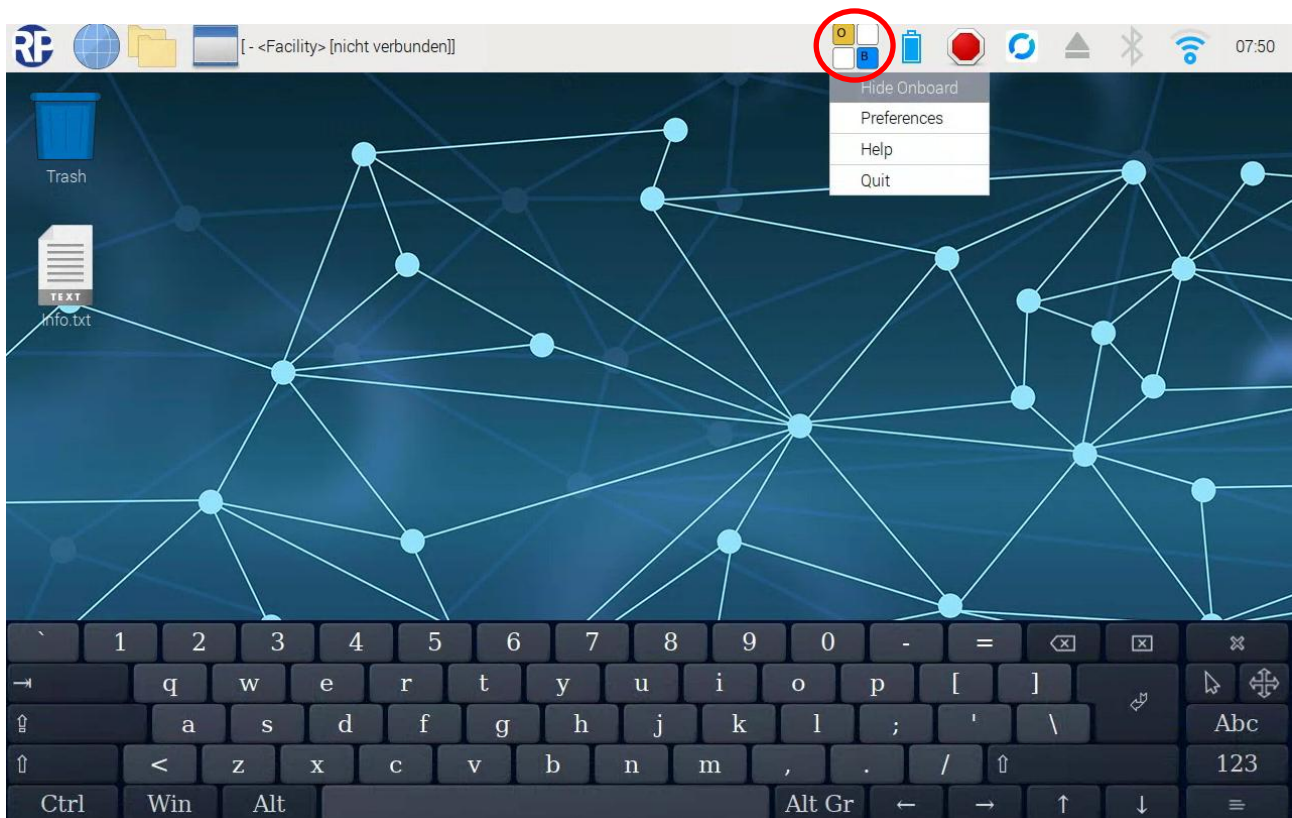 RP
[ - <Facility> [nicht verbunden]]
O
B
07:50
Hide Onboard
Preferences
Help
Quit
Trash
TEXT
Info.txt
` 1 2 3 4 5 6 7 8 9 0 - =
q w e r t y u i o p [ ]
a s d f g h j k l ; ' \ Abc
< z x c v b n m , . / 123
Ctrl Win Alt Alt Gr ← → ↑ ↓